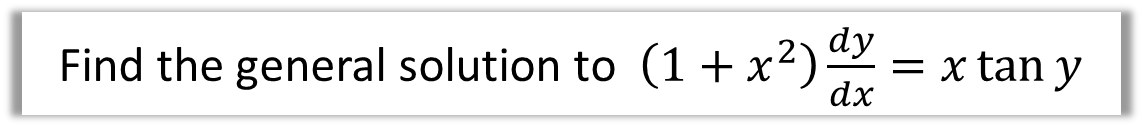 Find the general solution to (1 + x²) dy/dx = x tan y